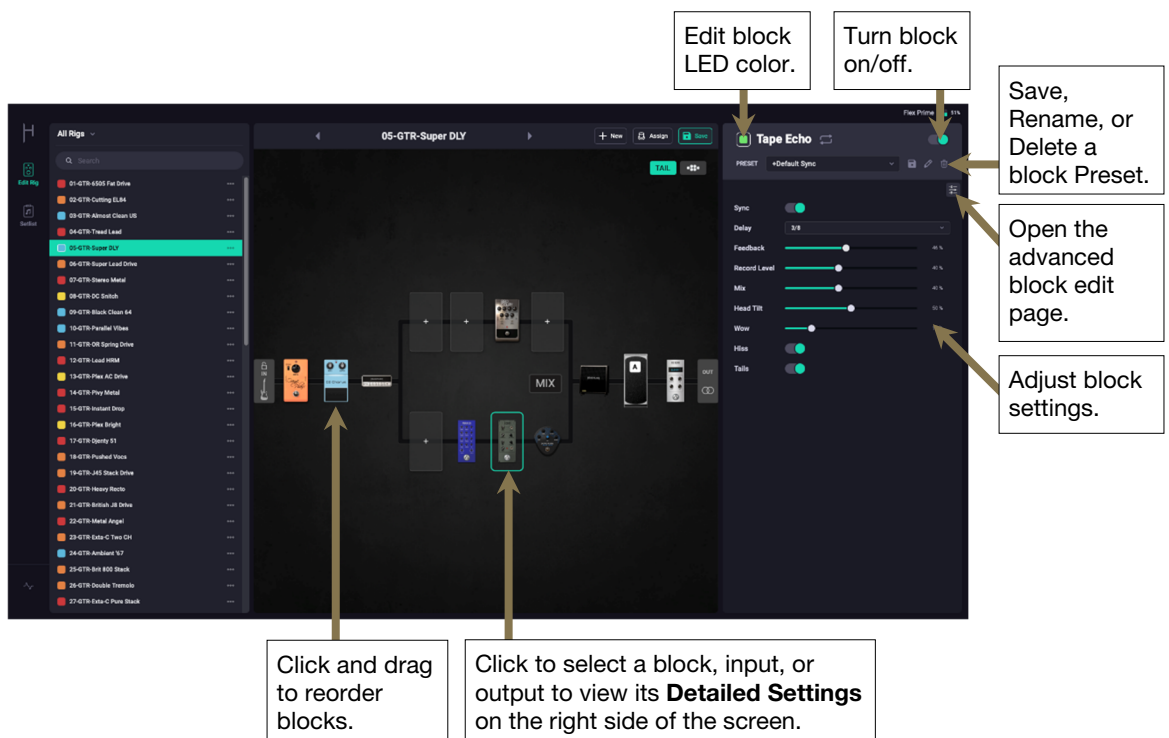 Edit block
LED color.
Turn block
on/off.
Save,
Rename, or
Delete a
block Preset.
Open the
advanced
block edit
page.
Adjust block
settings.
Click and drag
to reorder
blocks.
Click to select a block, input, or
output to view its Detailed Settings
on the right side of the screen.
Flex Prime 51%
Edit Rig
Setlist
All Rigs
Search
01-GTR-6505 Fat Drive
02-GTR-Cutting EL84
03-GTR-Almost Clean US
04-GTR-Tread Lead
05-GTR-Super DLY
06-GTR-Super Lead Drive
07-GTR-Stereo Metal
08-GTR-DC Snitch
09-GTR-Black Clean 64
10-GTR-Parallel Vibes
11-GTR-OR Spring Drive
12-GTR-Lead HRM
13-GTR-Plex AC Drive
14-GTR-Pivy Metal
15-GTR-Instant Drop
16-GTR-Plex Bright
17-GTR-Djenty 51
18-GTR-Pushed Vocs
19-GTR-J45 Stack Drive
20-GTR-Heavy Recto
21-GTR-British J8 Drive
22-GTR-Metal Angel
23-GTR-Exta-C Two CH
24-GTR-Ambient '67
25-GTR-Brit 800 Stack
26-GTR-Double Tremolo
27-GTR-Exta-C Pure Stack
05-GTR-Super DLY
+ New
Assign
Save
TAIL
IN
MIX
A
OUT
Tape Echo
PRESET
+Default Sync
Sync
Delay 3/8
Feedback
Record Level 40 %
Mix 40 %
Head Tilt
Wow
Hiss
Tails